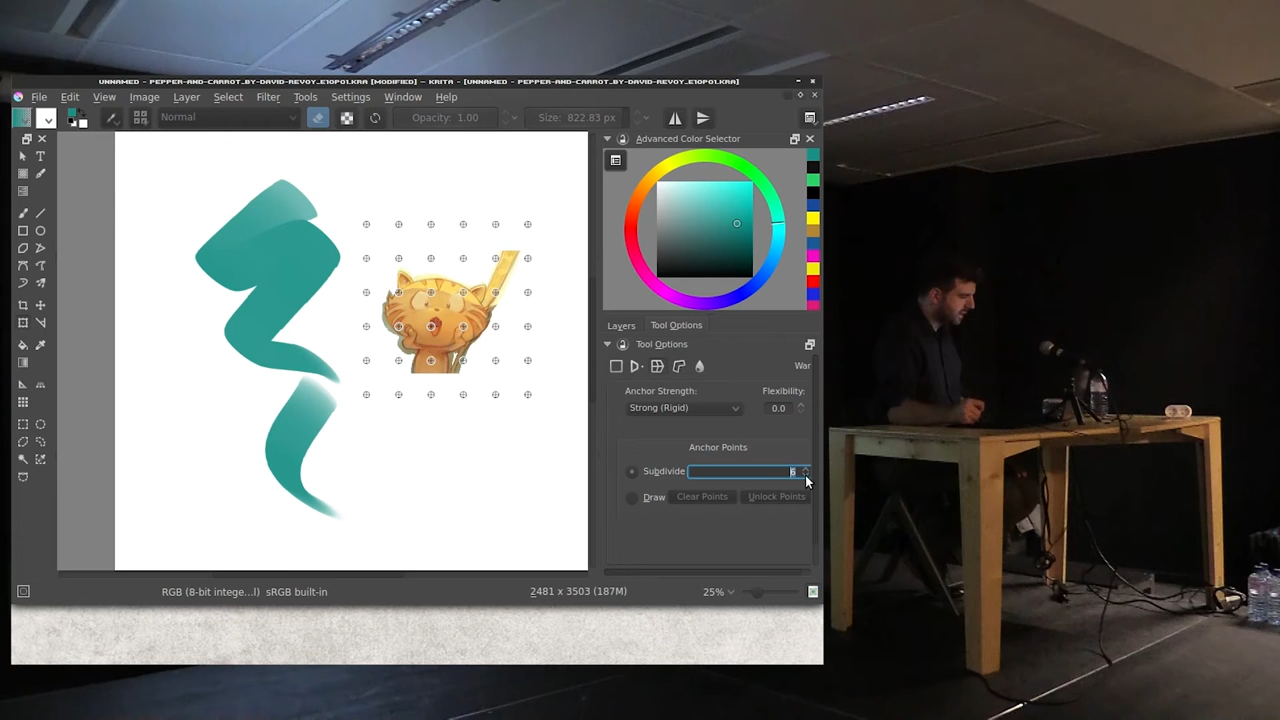 UNNAMED - PEPPER-AND-CARROT_BY-DAVID-REVOY_E10P01.KRA [MODIFIED] — KRITA - [UNNAMED - PEPPER-AND-CARROT_BY-DAVID-REVOY_E10P01.KRA]
File Edit View Image Layer Select Filter Tools Settings Window Help
Normal Opacity: 1.00 Size: 822.83 px
Advanced Color Selector
Layers Tool Options
Tool Options
War
Anchor Strength: Flexibility:
Strong (Rigid) 0.0
Anchor Points
Subdivide 6
Draw Clear Points Unlock Points
RGB (8-bit intege...l) sRGB built-in 2481 x 3503 (187M) 25%